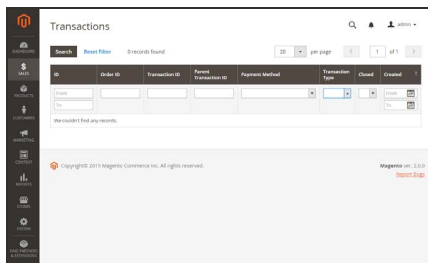 Transactions
admin
Search Reset Filter 0 records found 20 per page 1 of 1
ID Order ID Transaction ID Parent Transaction ID Payment Method Transaction Type Closed Created
From From
To To
We couldn't find any records.
DASHBOARD
SALES
PRODUCTS
CUSTOMERS
MARKETING
CONTENT
REPORTS
STORES
SYSTEM
FIND PARTNERS
& EXTENSIONS
Copyright© 2015 Magento Commerce Inc. All rights reserved.
Magento ver. 2.0.0
Report Bugs